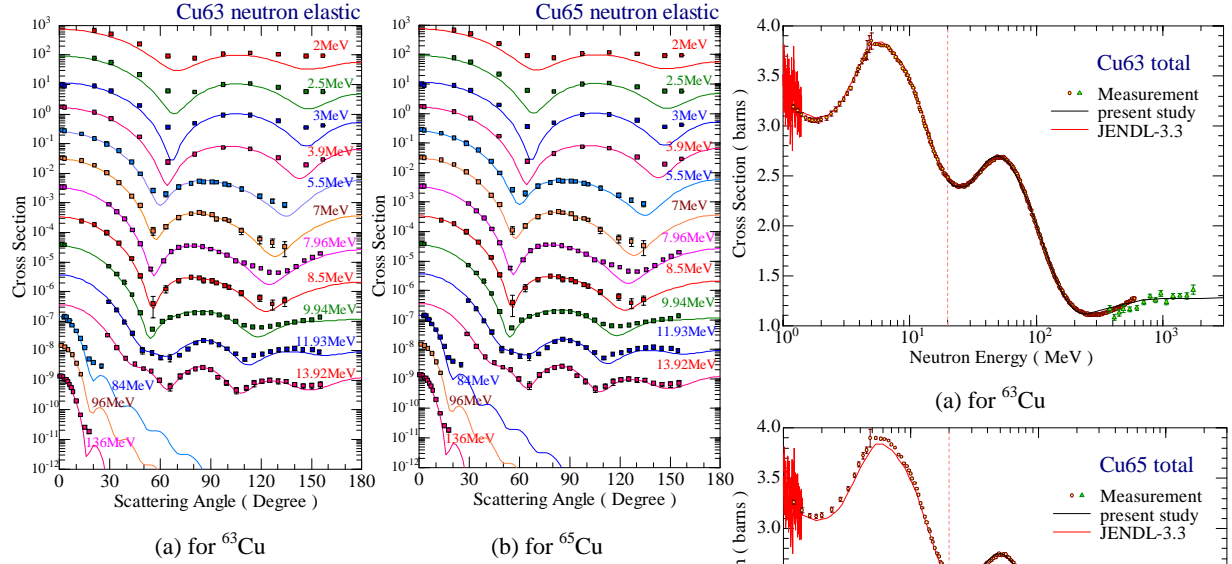 Cu63 neutron elastic
10³
10²
10¹
10⁰
10⁻¹
10⁻²
10⁻³
10⁻⁴
10⁻⁵
10⁻⁶
10⁻⁷
10⁻⁸
10⁻⁹
10⁻¹⁰
10⁻¹¹
10⁻¹²
Cross Section
2MeV
2.5MeV
3MeV
3.9MeV
5.5MeV
7MeV
7.96MeV
8.5MeV
9.94MeV
11.93MeV
13.92MeV
84MeV
96MeV
136MeV
0 30 60 90 120 150 180
Scattering Angle ( Degree )
(a) for ⁶³Cu
Cu65 neutron elastic
10³
10²
10¹
10⁰
10⁻¹
10⁻²
10⁻³
10⁻⁴
10⁻⁵
10⁻⁶
10⁻⁷
10⁻⁸
10⁻⁹
10⁻¹⁰
10⁻¹¹
10⁻¹²
Cross Section
2MeV
2.5MeV
3MeV
3.9MeV
5.5MeV
7MeV
7.96MeV
8.5MeV
9.94MeV
11.93MeV
13.92MeV
84MeV
96MeV
136MeV
0 30 60 90 120 150 180
Scattering Angle ( Degree )
(b) for ⁶⁵Cu
4.0
3.5
3.0
2.5
2.0
1.5
1.0
Cross Section ( barns )
Cu63 total
Measurement
present study
JENDL-3.3
10⁰ 10¹ 10² 10³
Neutron Energy ( MeV )
(a) for ⁶³Cu
4.0
3.5
3.0
( barns )
Cu65 total
Measurement
present study
JENDL-3.3